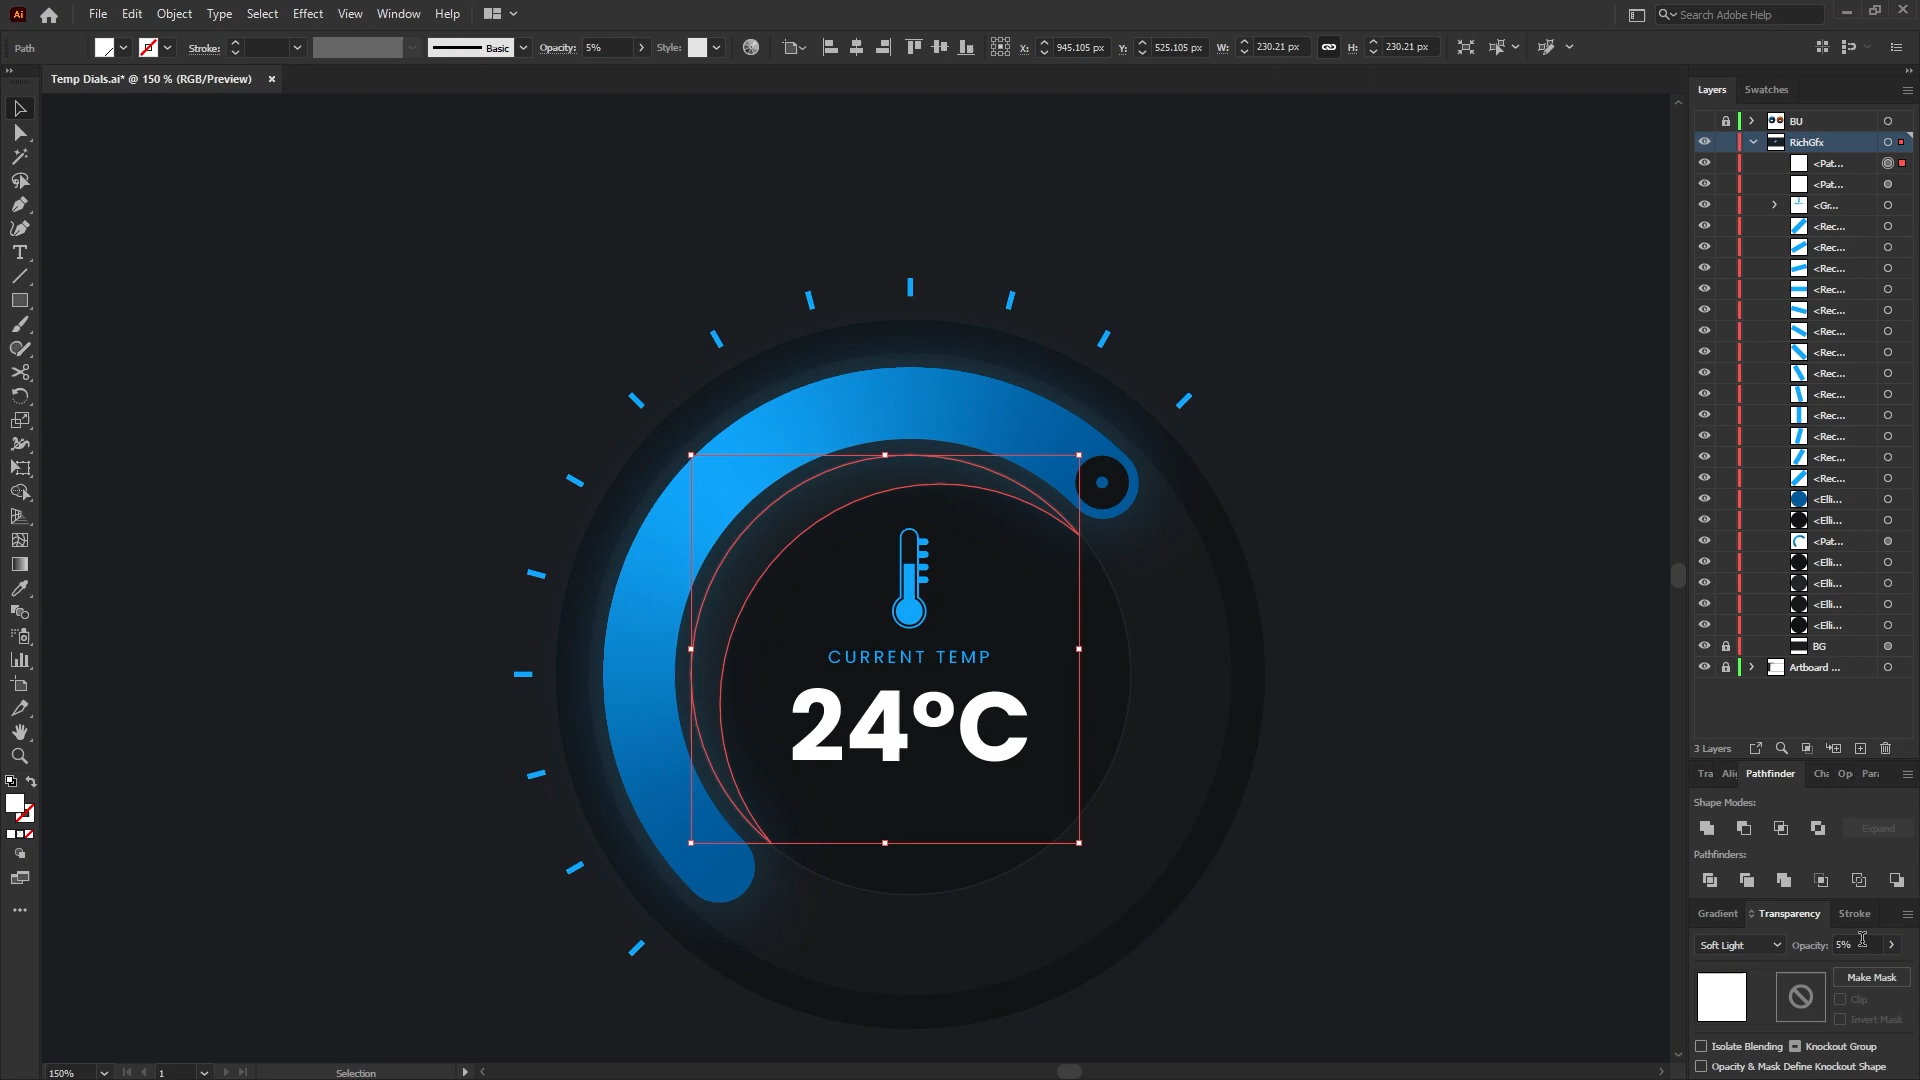 Ai File Edit Object Type Select Effect View Window Help Search Adobe Help
Path Stroke: Basic Opacity: 5% Style: X: 945.105 px Y: 525.105 px W: 230.21 px H: 230.21 px
Temp Dials.ai* @ 150 % (RGB/Preview) ×
CURRENT TEMP
24°C
Layers Swatches
BU
RichGfx
<Pat...
<Pat...
<Gr...
<Rec...
<Rec...
<Rec...
<Rec...
<Rec...
<Rec...
<Rec...
<Rec...
<Rec...
<Rec...
<Rec...
<Rec...
<Rec...
<Elli...
<Elli...
<Pat...
<Elli...
<Elli...
<Elli...
<Elli...
BG
Artboard ...
3 Layers
Tra Alig Pathfinder Cha Op Para
Shape Modes:
Expand
Pathfinders:
Gradient Transparency Stroke
Soft Light Opacity: 5%
Make Mask
Clip
Invert Mask
Isolate Blending Knockout Group
Opacity & Mask Define Knockout Shape
150% 1 Selection